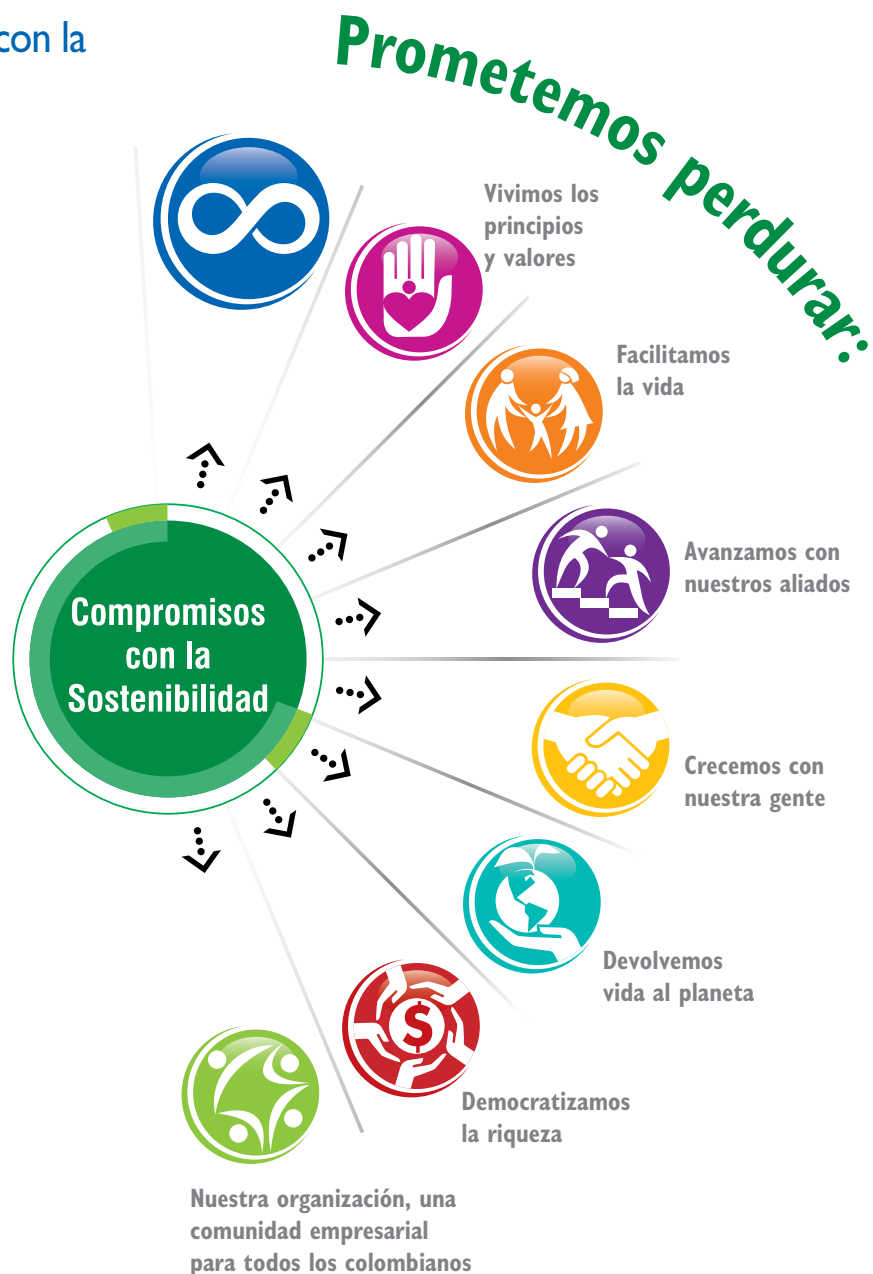 con la
Prometemos perdurar:
Vivimos los
principios
y valores
Facilitamos
la vida
Avanzamos con
nuestros aliados
Compromisos
con la
Sostenibilidad
Crecemos con
nuestra gente
Devolvemos
vida al planeta
$
Democratizamos
la riqueza
Nuestra organización, una
comunidad empresarial
para todos los colombianos